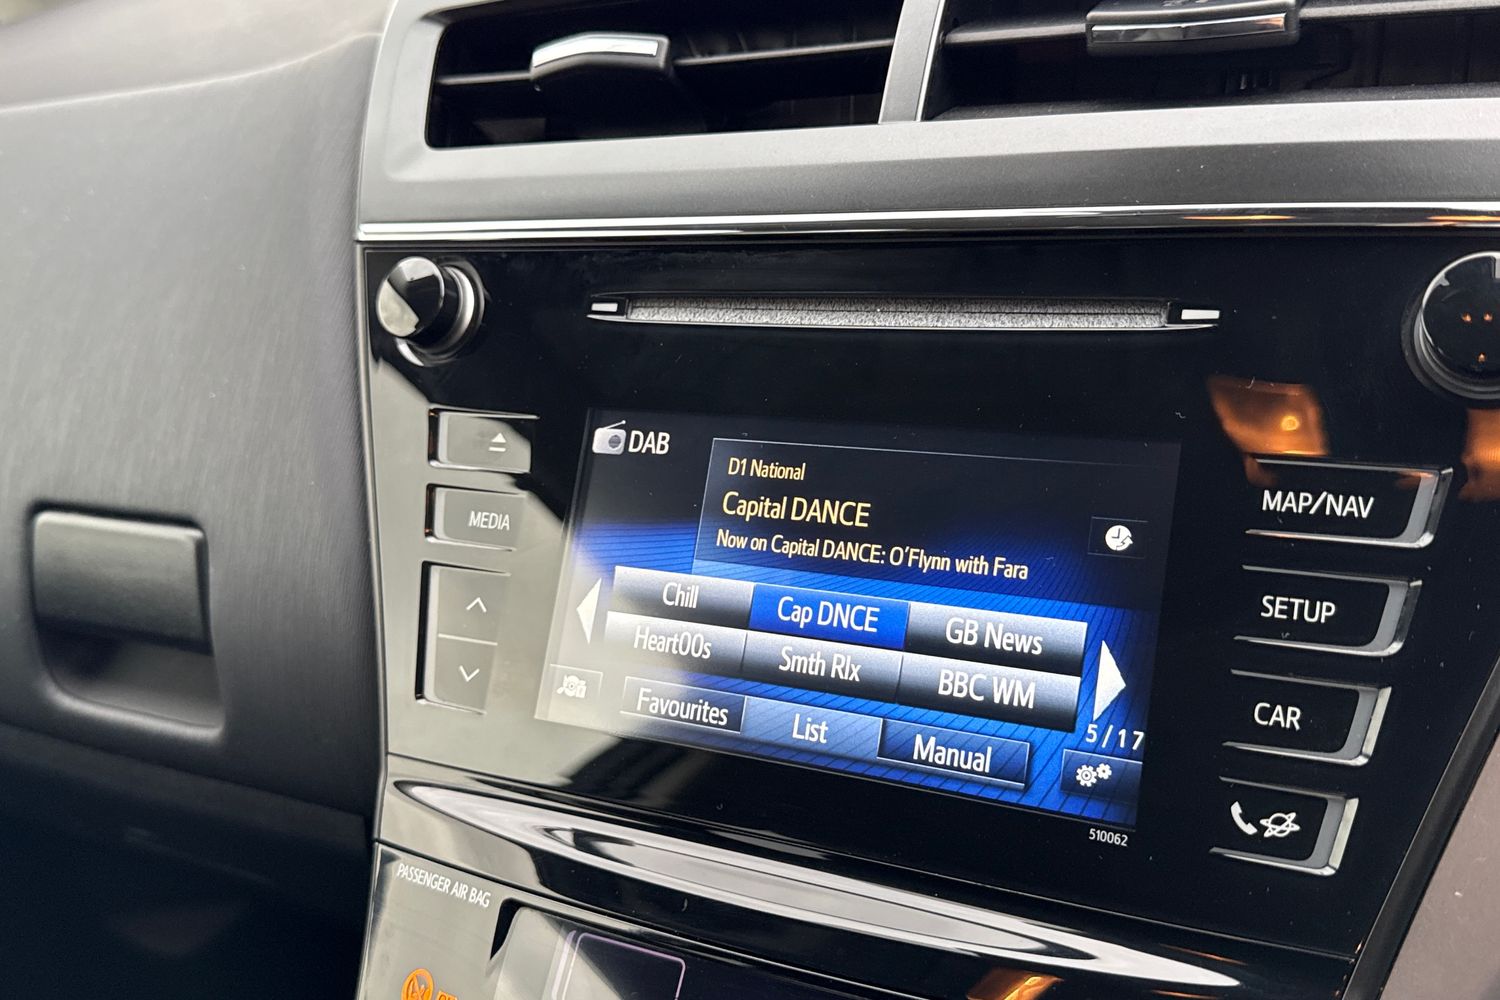 DAB
D1 National
Capital DANCE
Now on Capital DANCE: O'Flynn with Fara
Chill
Cap DNCE
GB News
Heart00s
Smth Rlx
BBC WM
5/17
Favourites
List
Manual
510062
MEDIA
MAP/NAV
SETUP
CAR
PASSENGER AIR BAG